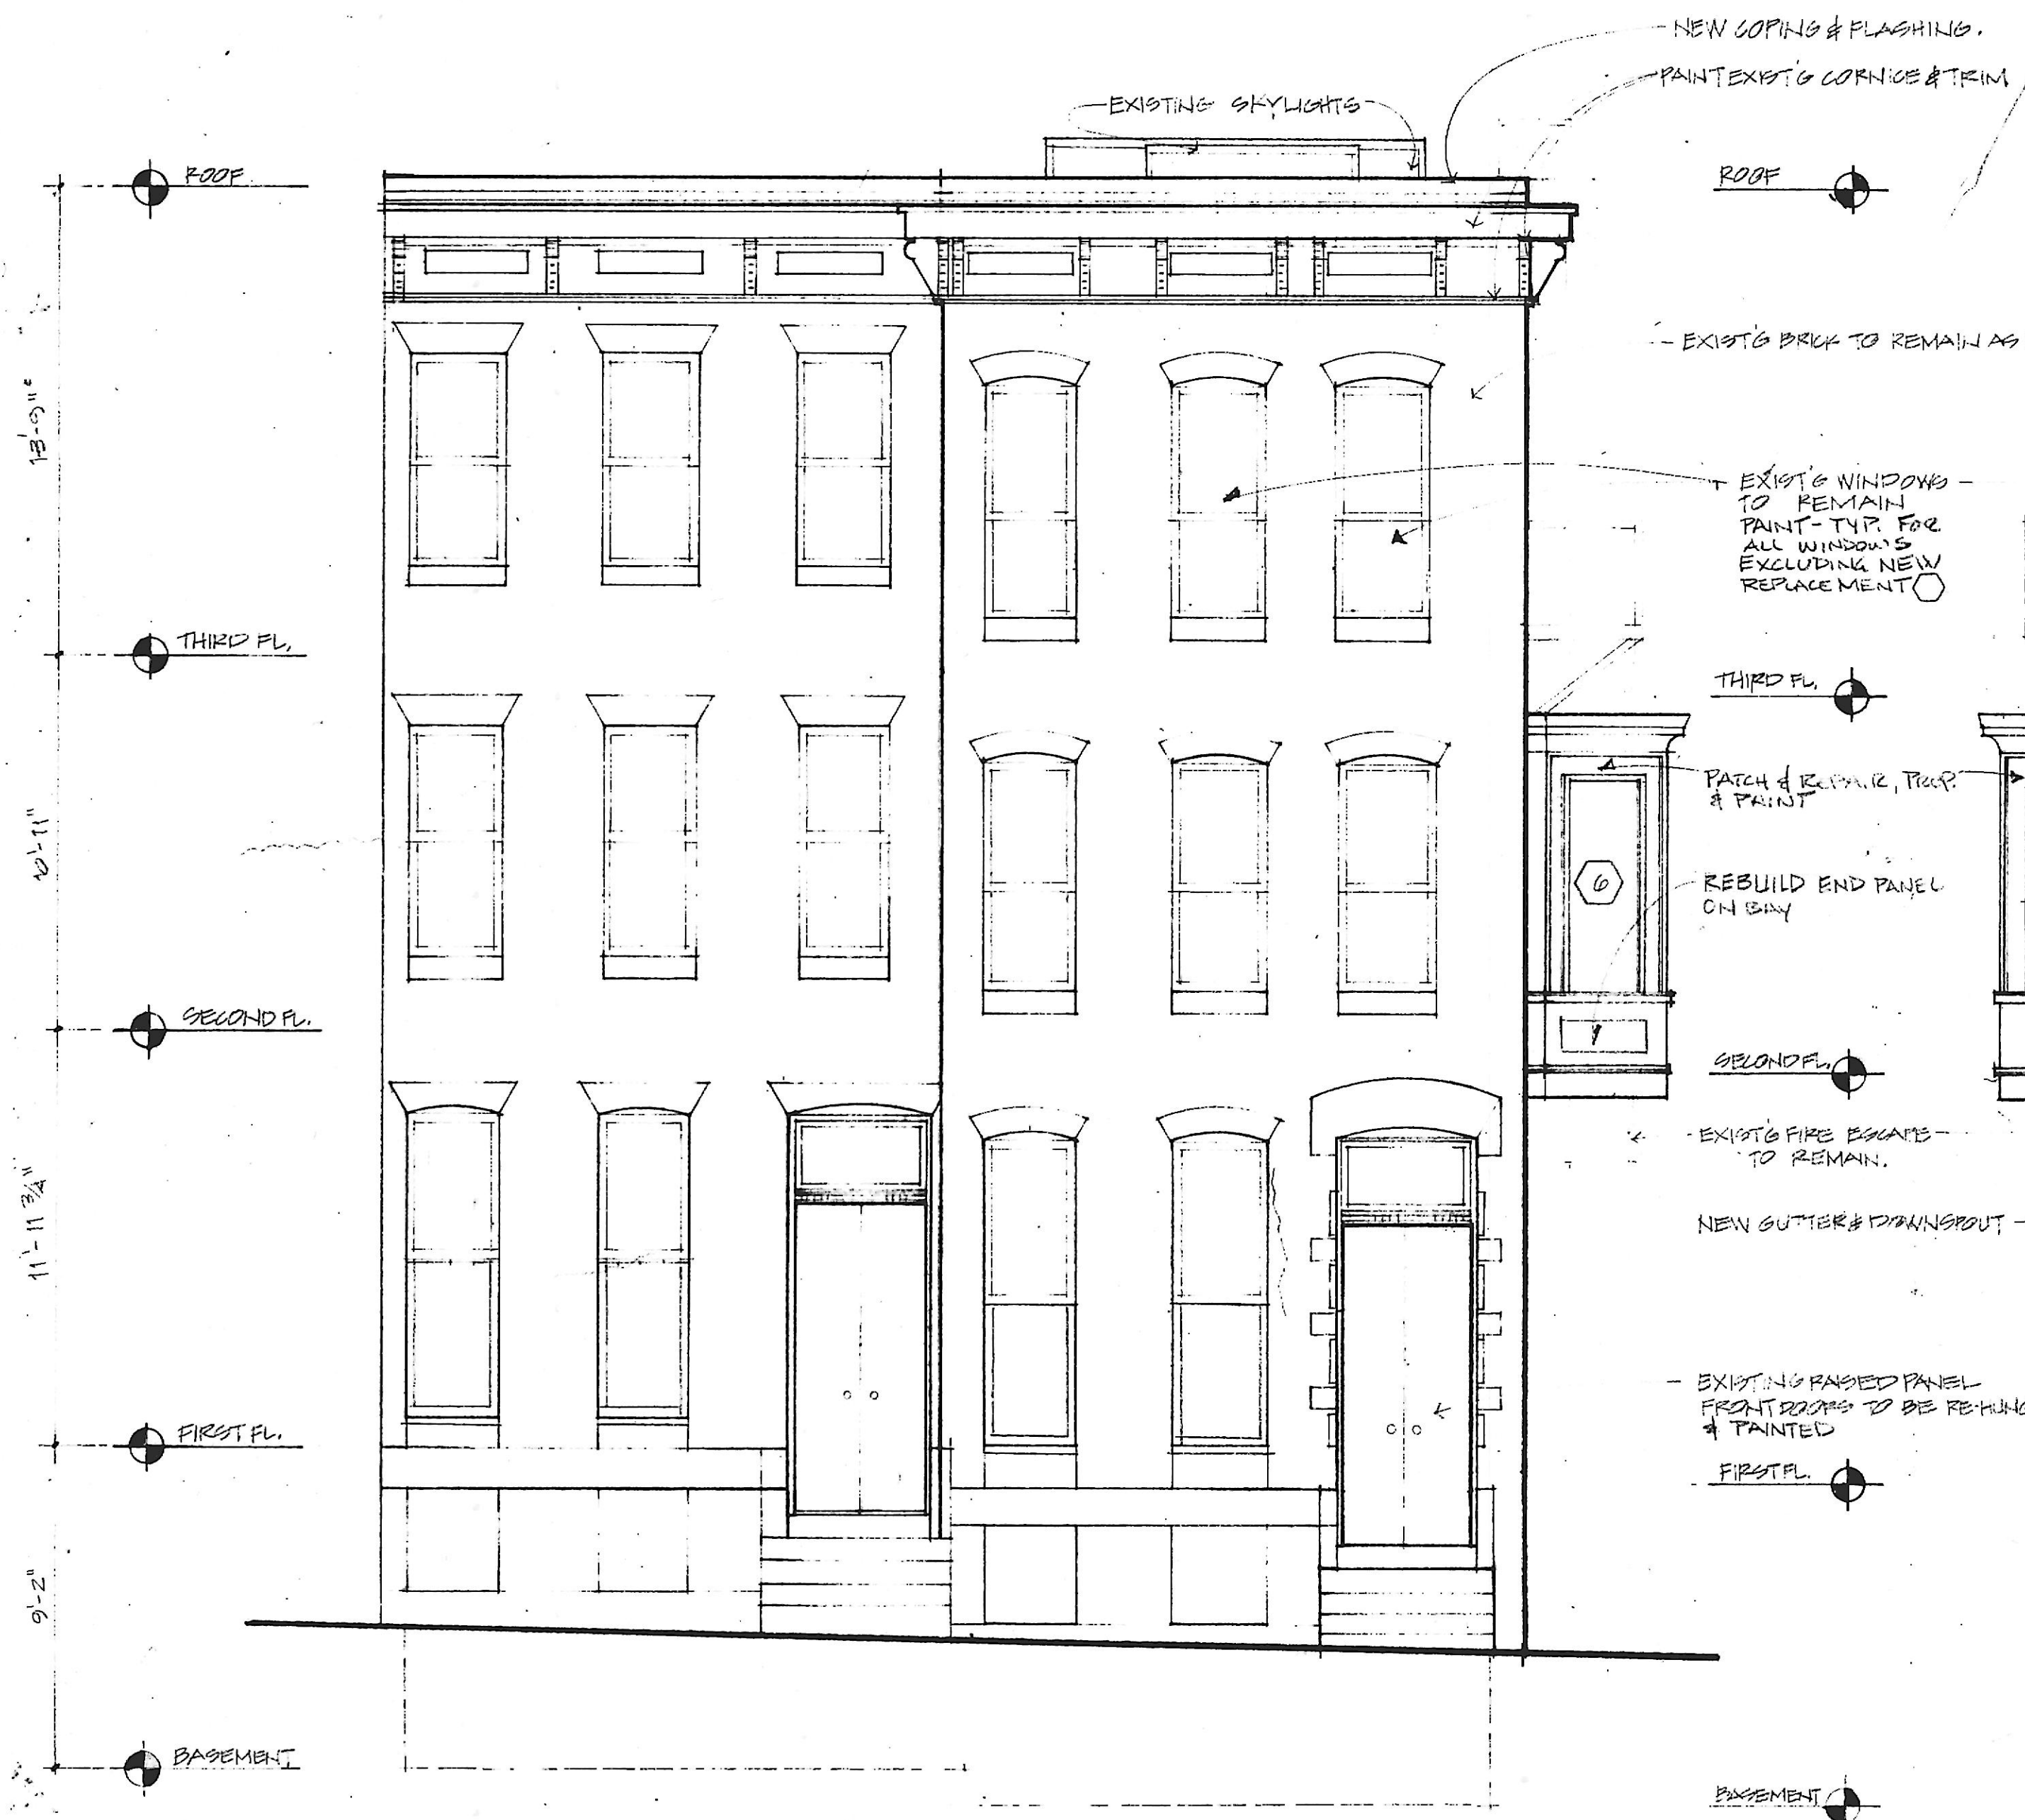 NEW COPING & FLASHING.
PAINT EXIST'G CORNICE & TRIM
EXISTING SKYLIGHTS
ROOF
ROOF
EXIST'G BRICK TO REMAIN AS
13'-9"
EXIST'G WINDOWS
TO REMAIN
PAINT-TYP. FOR
ALL WINDOWS
EXCLUDING NEW
REPLACEMENT
THIRD FL.
THIRD FL.
PATCH & REPAIR, PREP.
& PAINT
10'-11"
6
REBUILD END PANEL
ON BAY
SECOND FL.
SECOND FL.
EXIST'G FIRE ESCAPE
TO REMAIN.
11'-11 3/4"
NEW GUTTER & DOWNSPOUT
EXISTING RAISED PANEL
FRONT DOORS TO BE RE-HUNG
& PAINTED
FIRST FL.
FIRST FL.
9'-2"
BASEMENT
BASEMENT